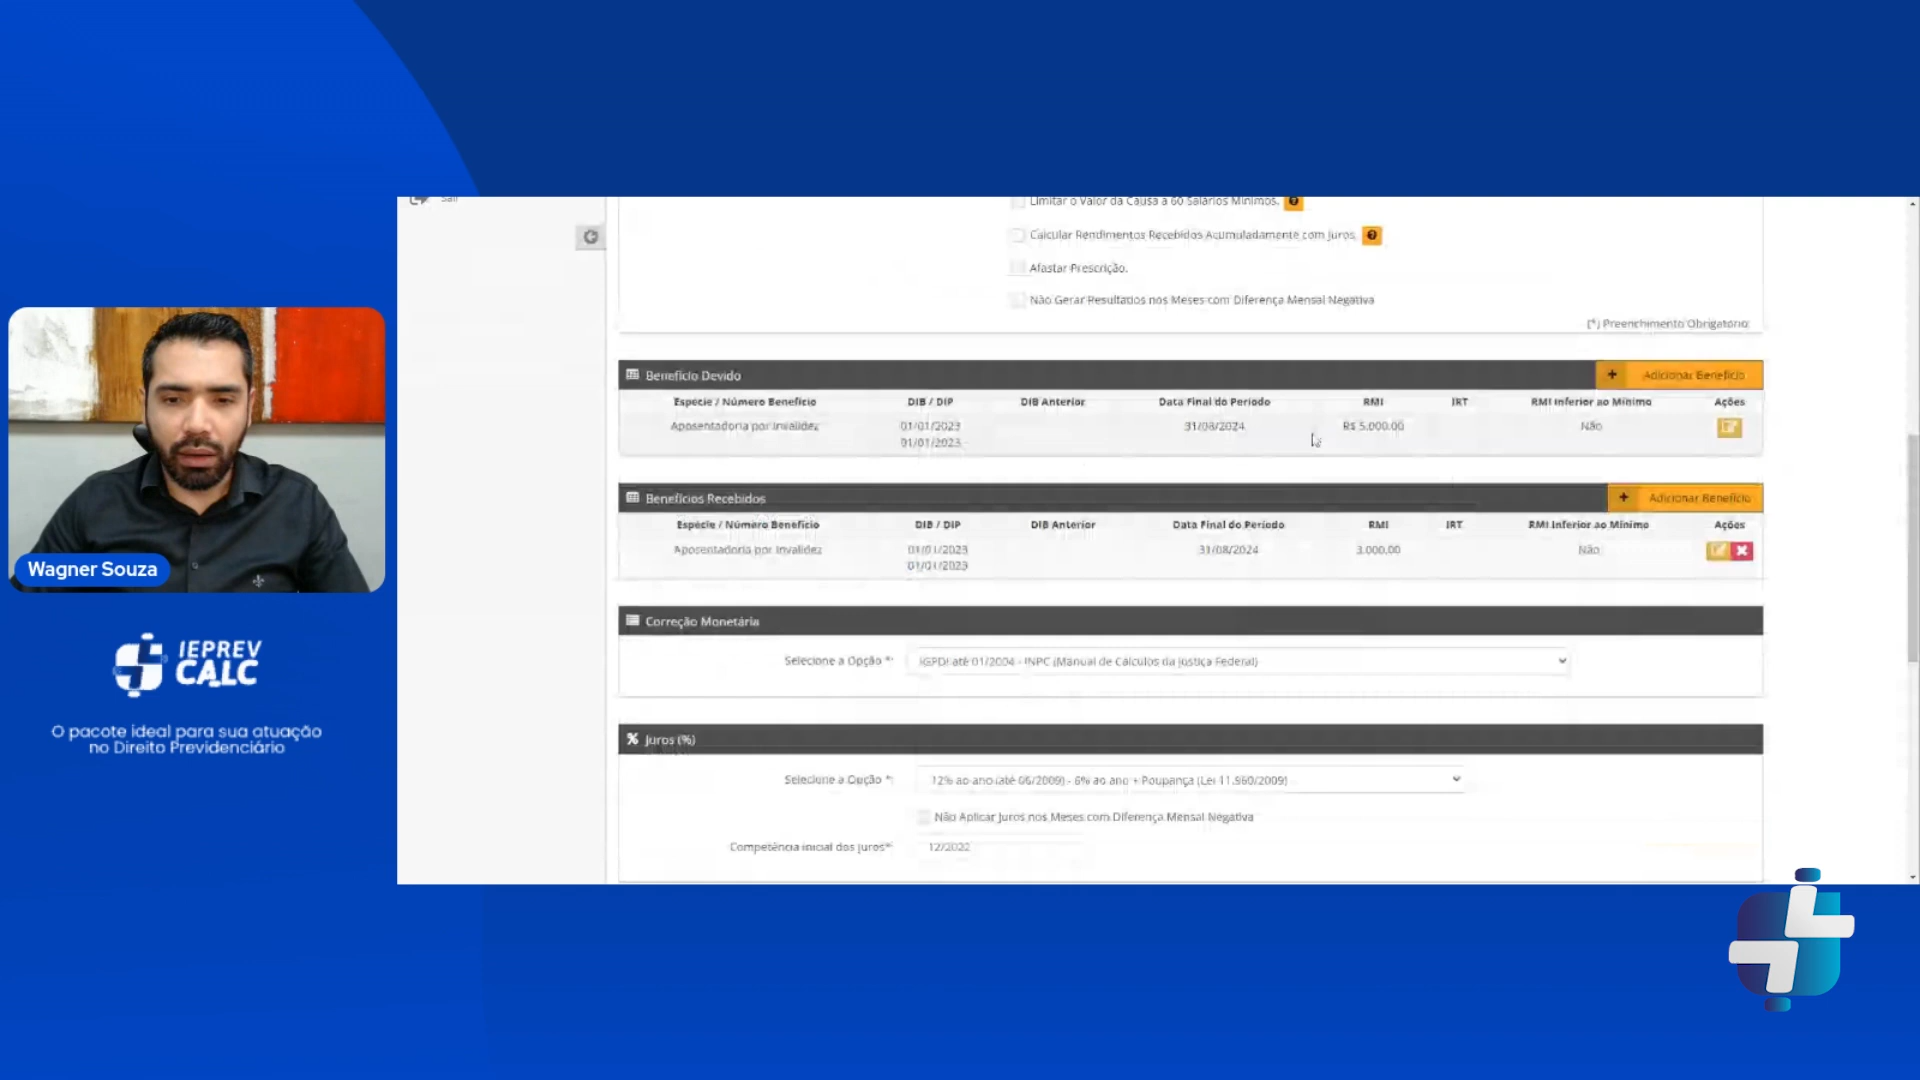 Sair
Limitar o Valor da Causa a 60 Salários Mínimos.
Calcular Rendimentos Recebidos Acumuladamente com Juros.
Afastar Prescrição.
Não Gerar Resultados nos Meses com Diferença Mensal Negativa
(*) Preenchimento Obrigatório
Benefício Devido
+ Adicionar Benefício
Espécie / Número Benefício DIB / DIP DIB Anterior Data Final do Período RMI IRT RMI Inferior ao Mínimo Ações
Aposentadoria por Invalidez 01/01/2023 31/08/2024 R$ 5.000,00 Não
01/01/2023
Benefícios Recebidos
+ Adicionar Benefício
Espécie / Número Benefício DIB / DIP DIB Anterior Data Final do Período RMI IRT RMI Inferior ao Mínimo Ações
Aposentadoria por Invalidez 01/01/2023 31/08/2024 3.000,00 Não
01/01/2023
Correção Monetária
Selecione a Opção *: IGPDI até 01/2004 - INPC (Manual de Cálculos da Justiça Federal)
% Juros (%)
Selecione a Opção *: 12% ao ano (até 06/2009) - 6% ao ano + Poupança (Lei 11.960/2009)
Não Aplicar Juros nos Meses com Diferença Mensal Negativa
Competência inicial dos juros*: 12/2022
Wagner Souza
IEPREV
CALC
O pacote ideal para sua atuação
no Direito Previdenciário